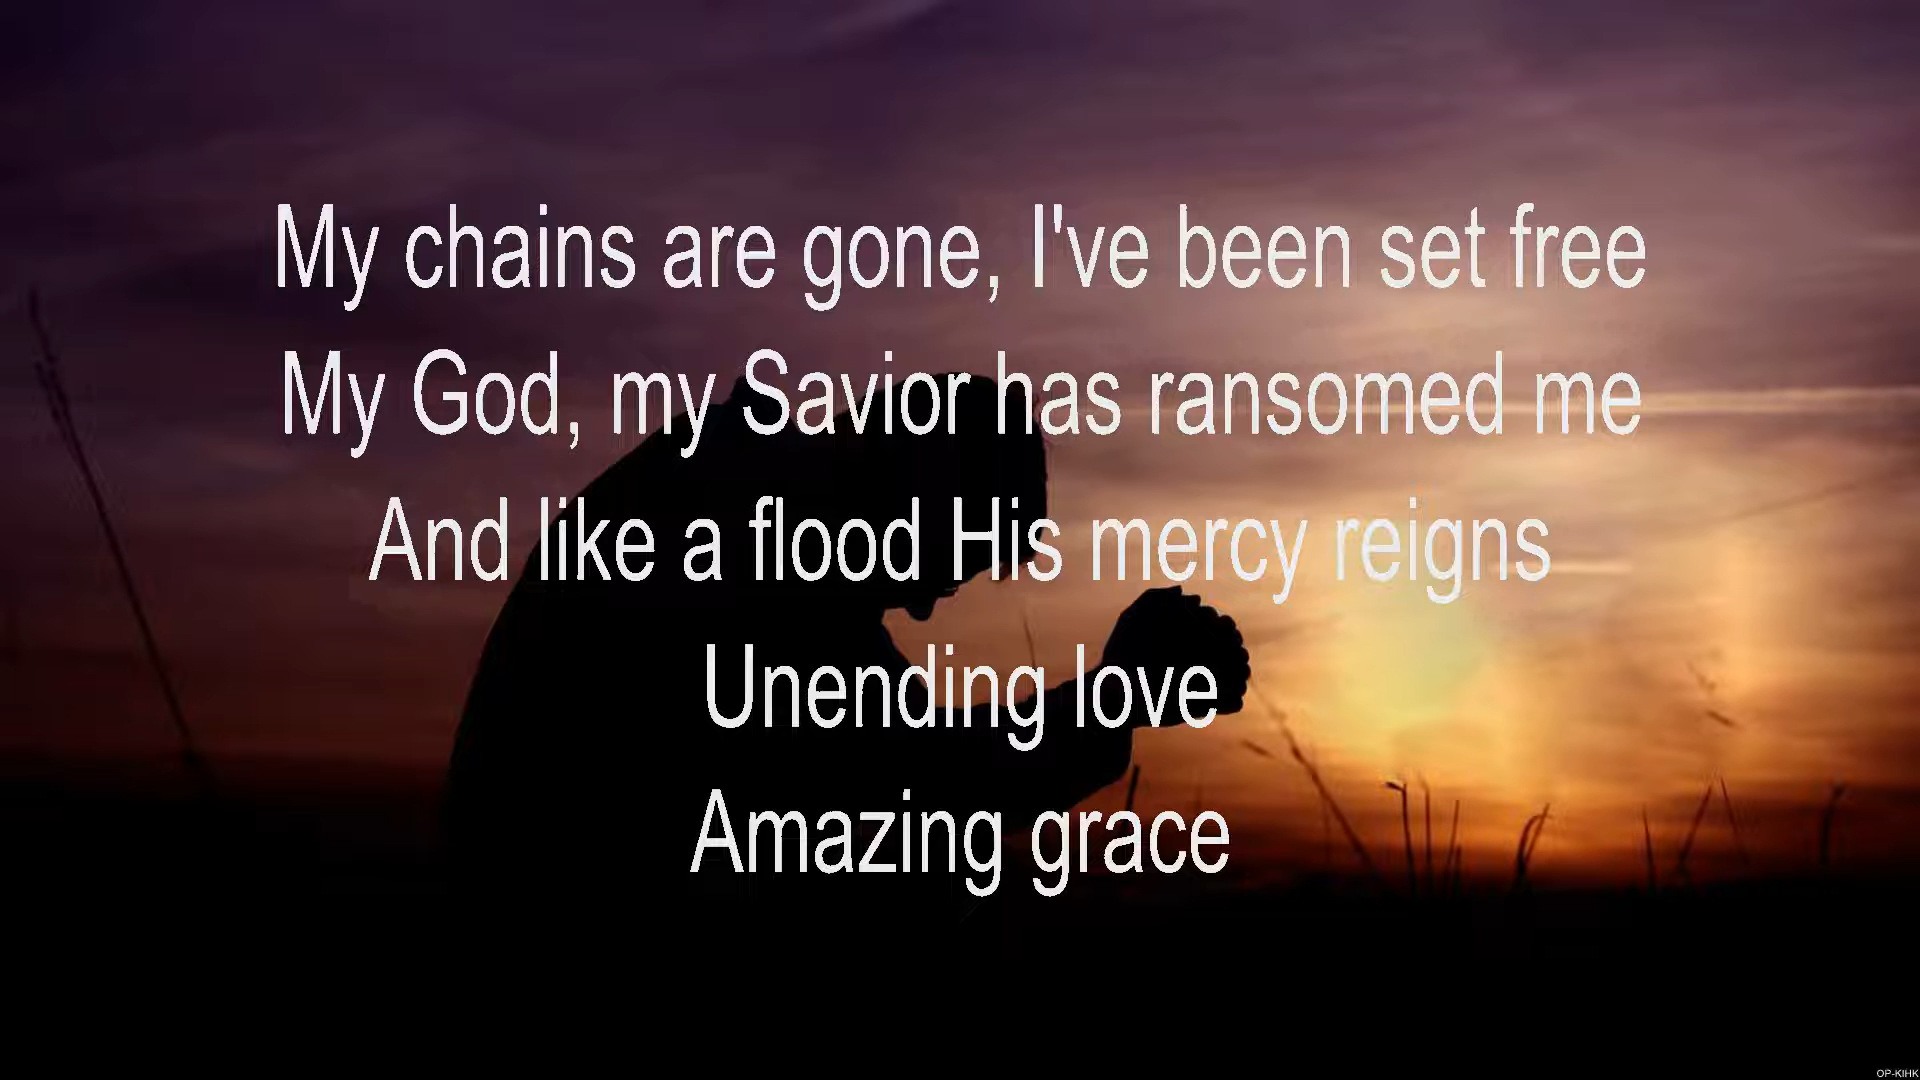 My chains are gone, I've been set free
My God, my Savior has ransomed me
And like a flood His mercy reigns
Unending love
Amazing grace
OP-KIHK